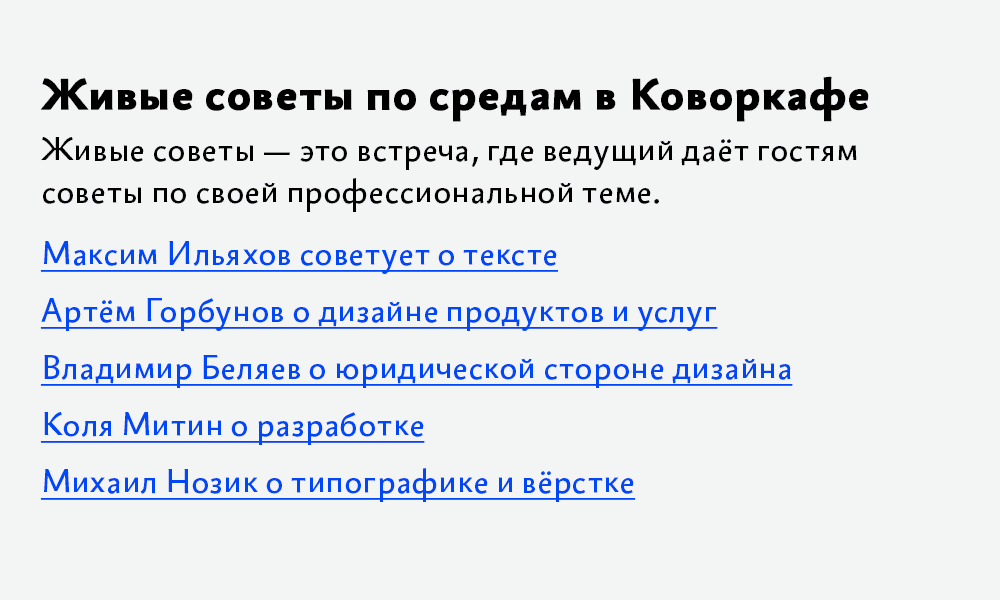 Живые советы по средам в Коворкафе
Живые советы — это встреча, где ведущий даёт гостям
советы по своей профессиональной теме.
Максим Ильяхов советует о тексте
Артём Горбунов о дизайне продуктов и услуг
Владимир Беляев о юридической стороне дизайна
Коля Митин о разработке
Михаил Нозик о типографике и вёрстке